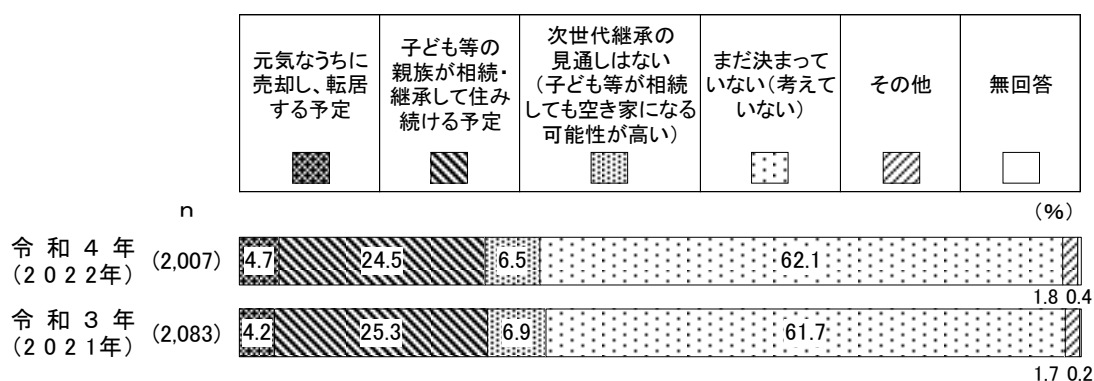 元気なうちに
売却し、転居
する予定
子ども等の
親族が相続・
継承して住み
続ける予定
次世代継承の
見通しはない
（子ども等が相続
しても空き家になる
可能性が高い）
まだ決まって
いない（考えて
いない）
その他
無回答
n
（%）
令和４年
（２０２２年）
(2,007)
4.7
24.5
6.5
62.1
1.8
0.4
令和３年
（２０２１年）
(2,083)
4.2
25.3
6.9
61.7
1.7
0.2